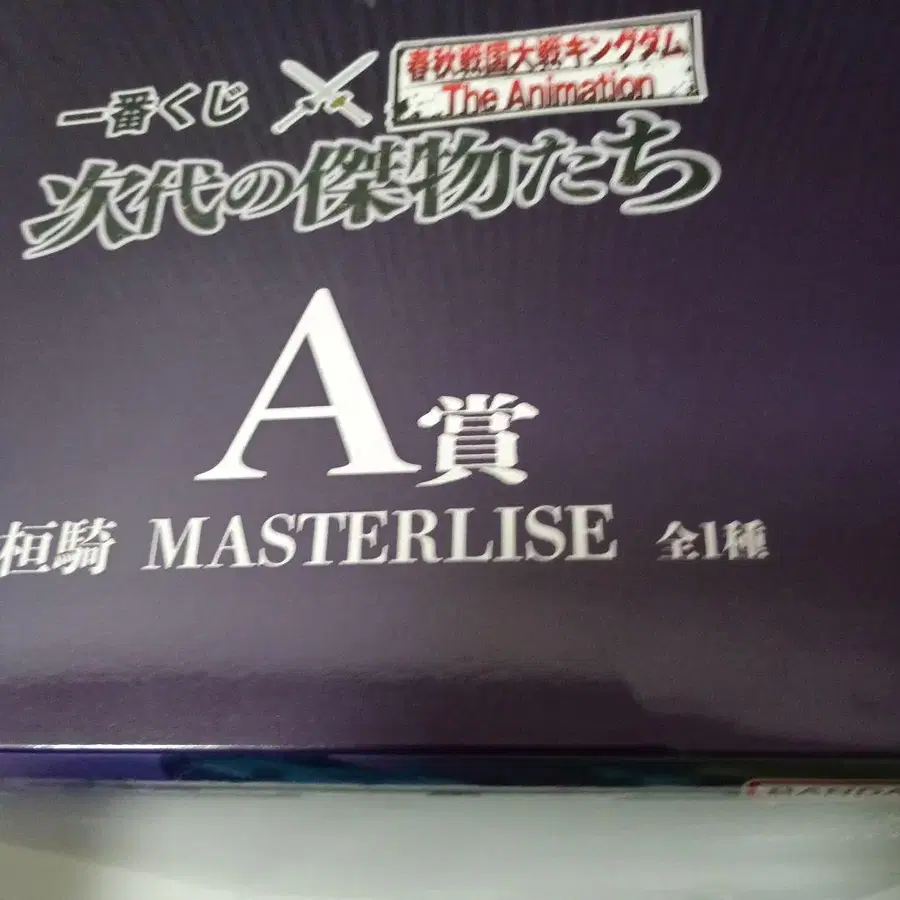 一番くじ
春秋戦国大戦キングダム
The Animation
次代の傑物たち
A賞
桓騎 MASTERLISE 全1種